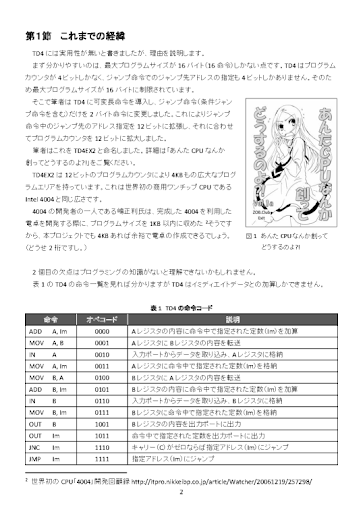 第1節 これまでの経緯
TD4 には実用性が無いと書きましたが、理由を説明します。
まず分かりやすいのは、最大プログラムサイズが 16 バイト（16 命令）しかない点です。TD4 はプログラム
カウンタが 4 ビットしかなく、ジャンプ命令でのジャンプ先アドレスの指定も 4 ビットしかありません。そのた
め最大プログラムサイズが 16 バイトに制限されています。
そこで筆者は TD4 に可変長命令を導入し、ジャンプ命令（条件ジャン
プ命令を含む）だけを 2 バイト命令に変更しました。これによりジャンプ
命令中のジャンプ先のアドレス指定を 12 ビットに拡張し、それに合わせ
てプログラムカウンタを 12 ビットに拡大しました。
筆者はこれを TD4EX2 と命名しました。詳細は「あんた CPU なんか
創ってどうするのよ?!」をご覧ください。
TD4EX2 は 12 ビットのプログラムカウンタにより 4KB もの広大なプログ
ラムエリアを持っています。これは世界初の商用ワンチップ CPU である
Intel 4004 と同じ広さです。
4004 の開発者の一人である嶋正利氏は、完成した 4004 を利用した
電卓を開発する際に、プログラムサイズを 1KB 以内に収めた ²そうです
から、本プロジェクトでも 4KB あれば余裕で電卓の作成できるでしょう。
（どうせ 2 桁ですし。）
あんたCPUなんか創って
どうするのよ?!
図 1 あんた CPU なんか創って
どうするのよ?!
2 個目の欠点はプログラミングの知識がないと理解できないかもしれません。
表 1 の TD4 の命令一覧を見れば分かりますが TD4 はイミディエイトデータとの加算しかできません。
表 1 TD4 の命令コード
命令 オペコード 説明
ADD A, Im 0000 A レジスタの内容に命令中で指定された定数(Im)を加算
MOV A, B 0001 A レジスタに B レジスタの内容を転送
IN A 0010 入力ポートからデータを取り込み、A レジスタに格納
MOV A, Im 0011 A レジスタに命令中で指定された定数(Im)を格納
MOV B, A 0100 B レジスタに A レジスタの内容を転送
ADD B, Im 0101 B レジスタの内容に命令中で指定された定数(Im)を加算
IN B 0110 入力ポートからデータを取り込み、B レジスタに格納
MOV B, Im 0111 B レジスタに命令中で指定された定数(Im)を格納
OUT B 1001 B レジスタの内容を出力ポートに出力
OUT Im 1011 命令中で指定された定数を出力ポートに出力
JNC Im 1110 キャリー(C)がゼロならば指定アドレス(Im)にジャンプ
JMP Im 1111 指定アドレス(Im)にジャンプ
² 世界初の CPU「4004」開発回顧録 http://itpro.nikkeibp.co.jp/article/Watcher/20061219/257298/
2